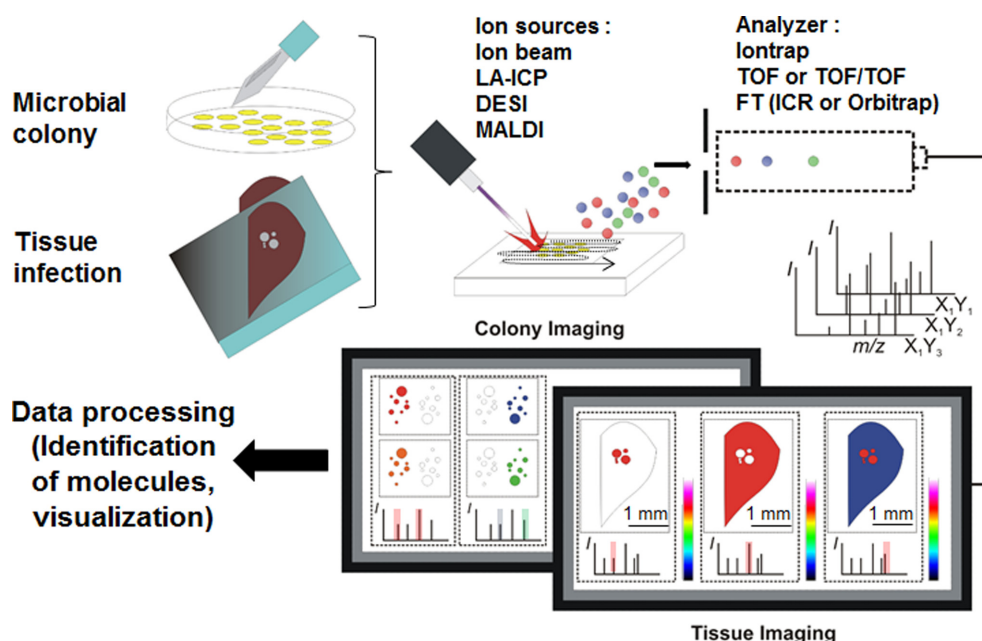 Microbial
colony
Tissue
infection
Ion sources :
Ion beam
LA-ICP
DESI
MALDI
Analyzer :
Iontrap
TOF or TOF/TOF
FT (ICR or Orbitrap)
I
I
I
X₁Y₁
X₁Y₂
m/z
X₁Y₃
Colony Imaging
Data processing
(Identification
of molecules,
visualization)
I
I
1 mm
1 mm
1 mm
I
I
I
Tissue Imaging